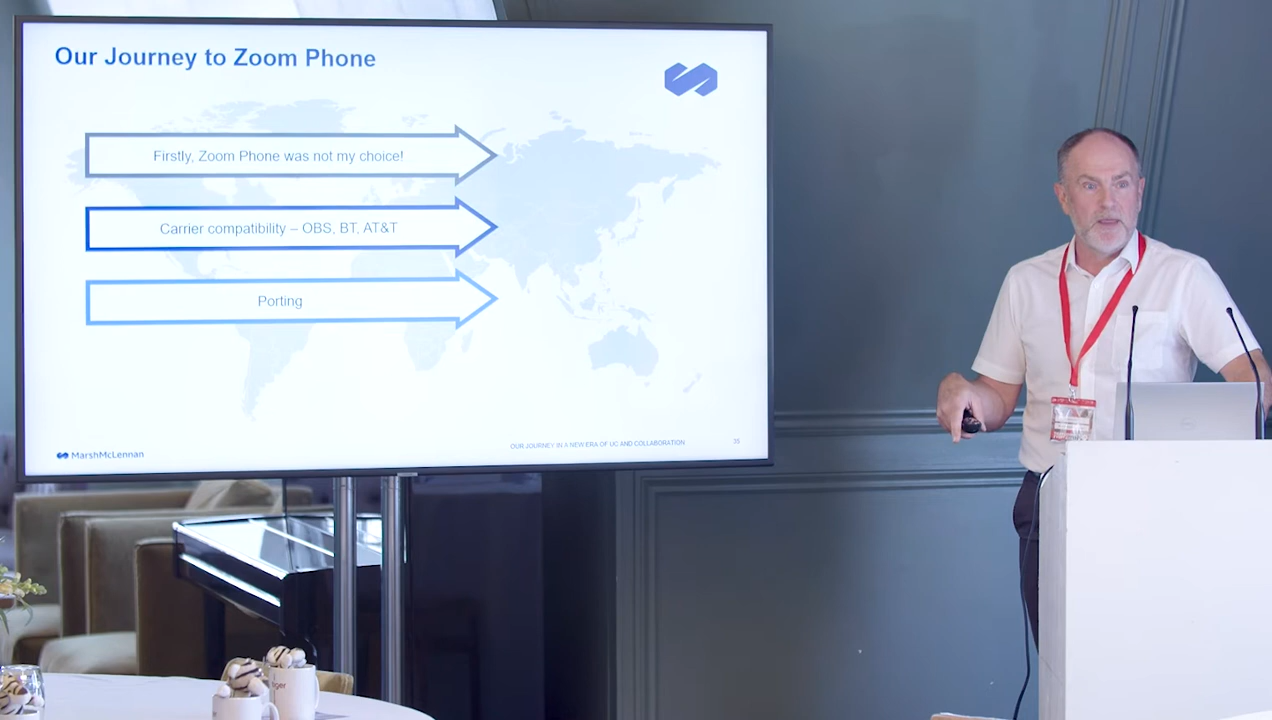 Our Journey to Zoom Phone
Firstly, Zoom Phone was not my choice!
Carrier compatibility – OBS, BT, AT&T
Porting
MarshMcLennan
OUR JOURNEY IN A NEW ERA OF UC AND COLLABORATION